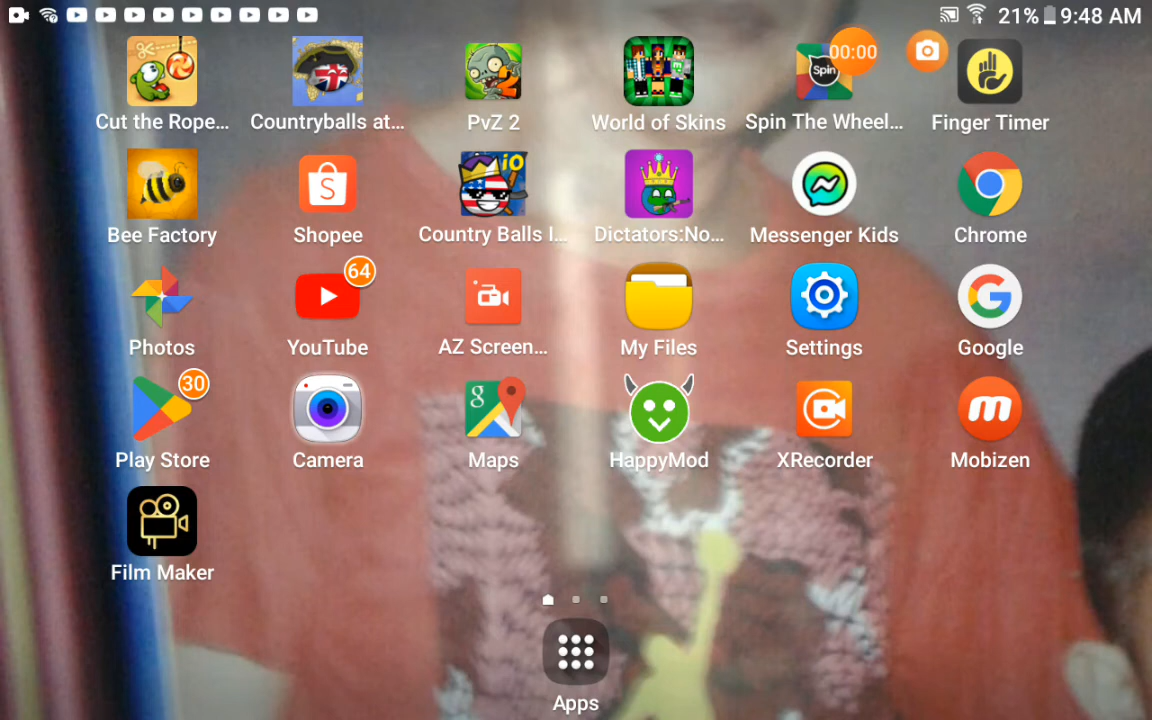 21% 9:48 AM
00:00
Spin
2
Cut the Rope...
Countryballs at...
PvZ 2
World of Skins
Spin The Wheel...
Finger Timer
iO
S
Bee Factory
Shopee
Country Balls I...
Dictators:No...
Messenger Kids
Chrome
64
G
Photos
YouTube
AZ Screen...
My Files
Settings
Google
30
g
m
Play Store
Camera
Maps
HappyMod
XRecorder
Mobizen
Film Maker
Apps